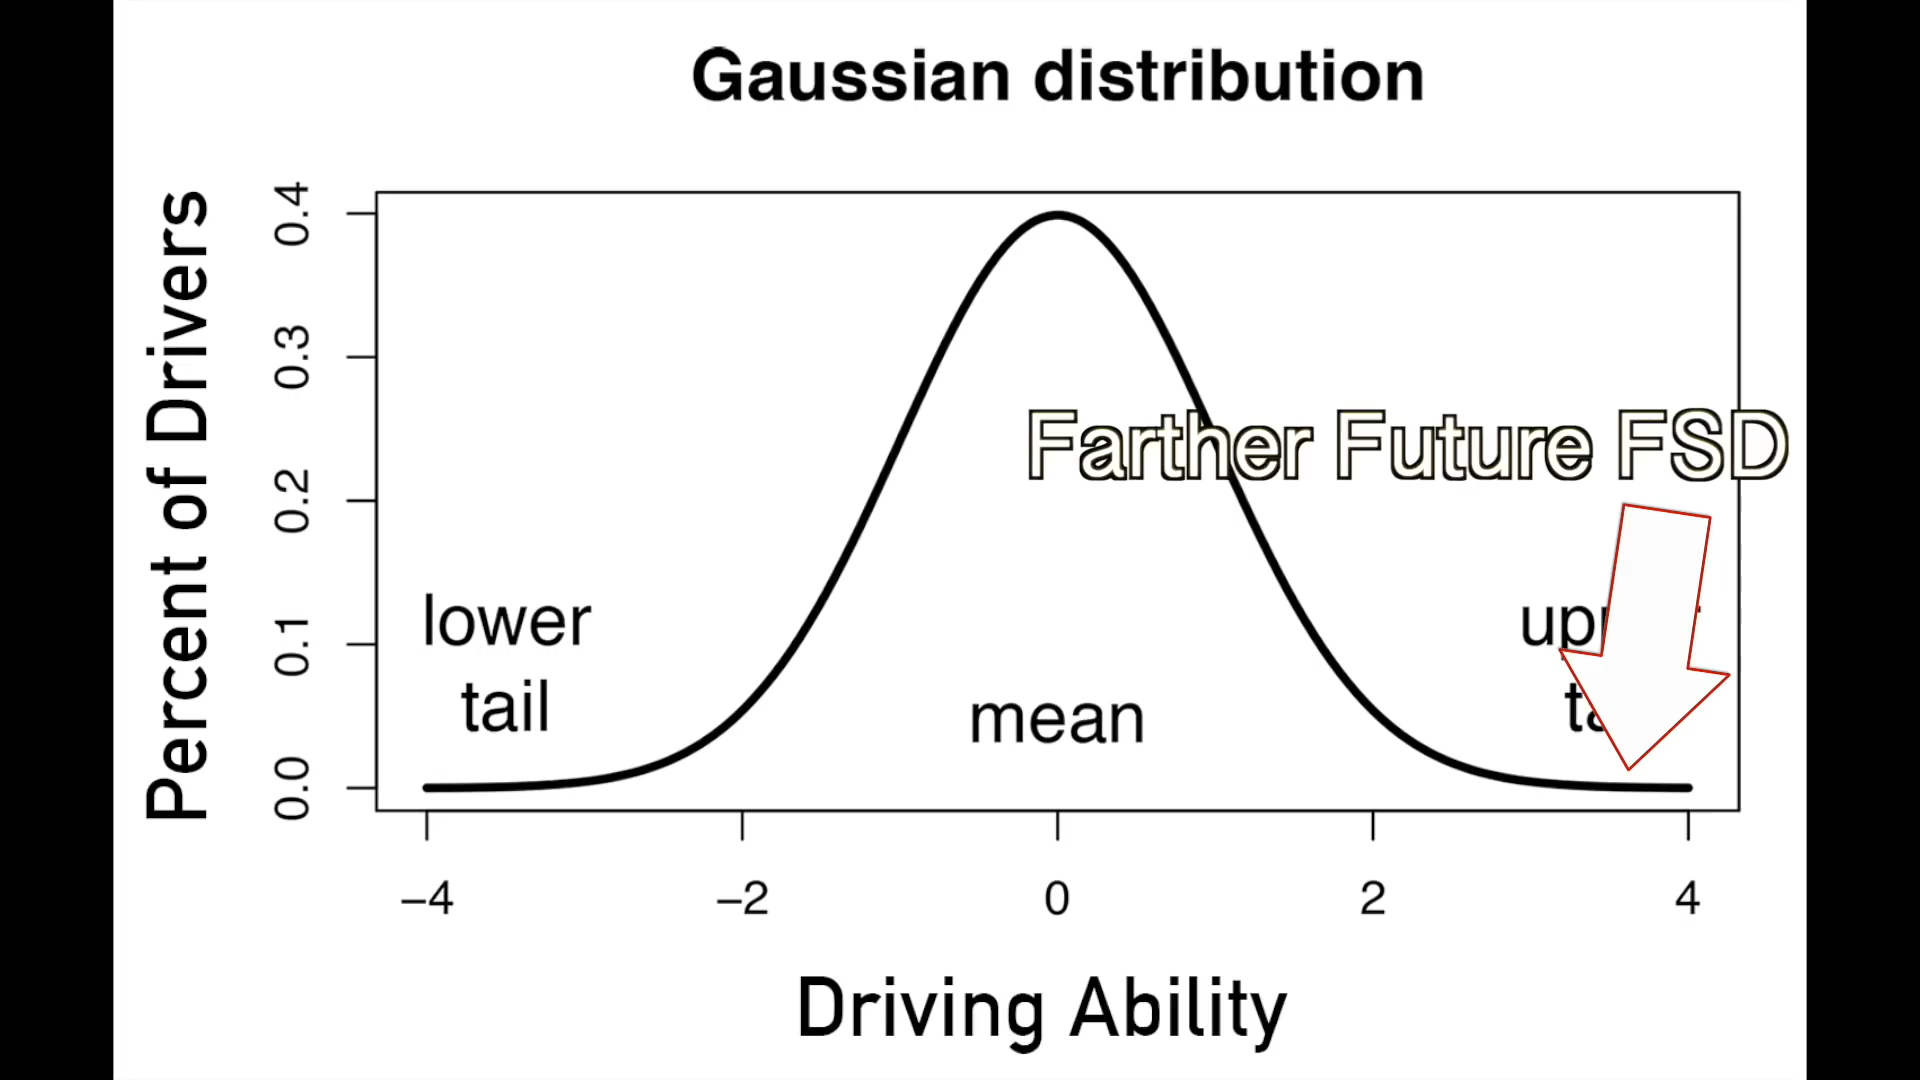 Gaussian distribution
Percent of Drivers
0.4
0.3
0.2
0.1
0.0
Farther Future FSD
lower
tail
mean
−4
−2
0
2
4
Driving Ability